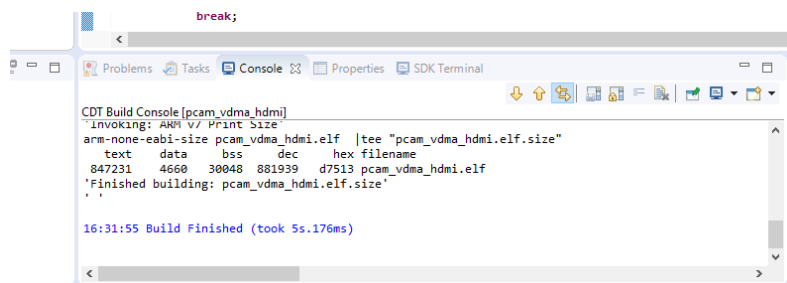 break;
Problems Tasks Console Properties SDK Terminal
CDT Build Console [pcam_vdma_hdmi]
'Invoking: ARM v7 Print Size'
arm-none-eabi-size pcam_vdma_hdmi.elf |tee "pcam_vdma_hdmi.elf.size"
text data bss dec hex filename
847231 4660 30048 881939 d7513 pcam_vdma_hdmi.elf
'Finished building: pcam_vdma_hdmi.elf.size'
' '
16:31:55 Build Finished (took 5s.176ms)